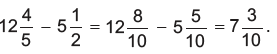 12 4/5 − 5 1/2 = 12 8/10 − 5 5/10 = 7 3/10.